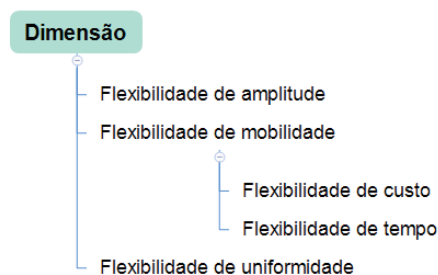 Dimensão
Flexibilidade de amplitude
Flexibilidade de mobilidade
Flexibilidade de custo
Flexibilidade de tempo
Flexibilidade de uniformidade